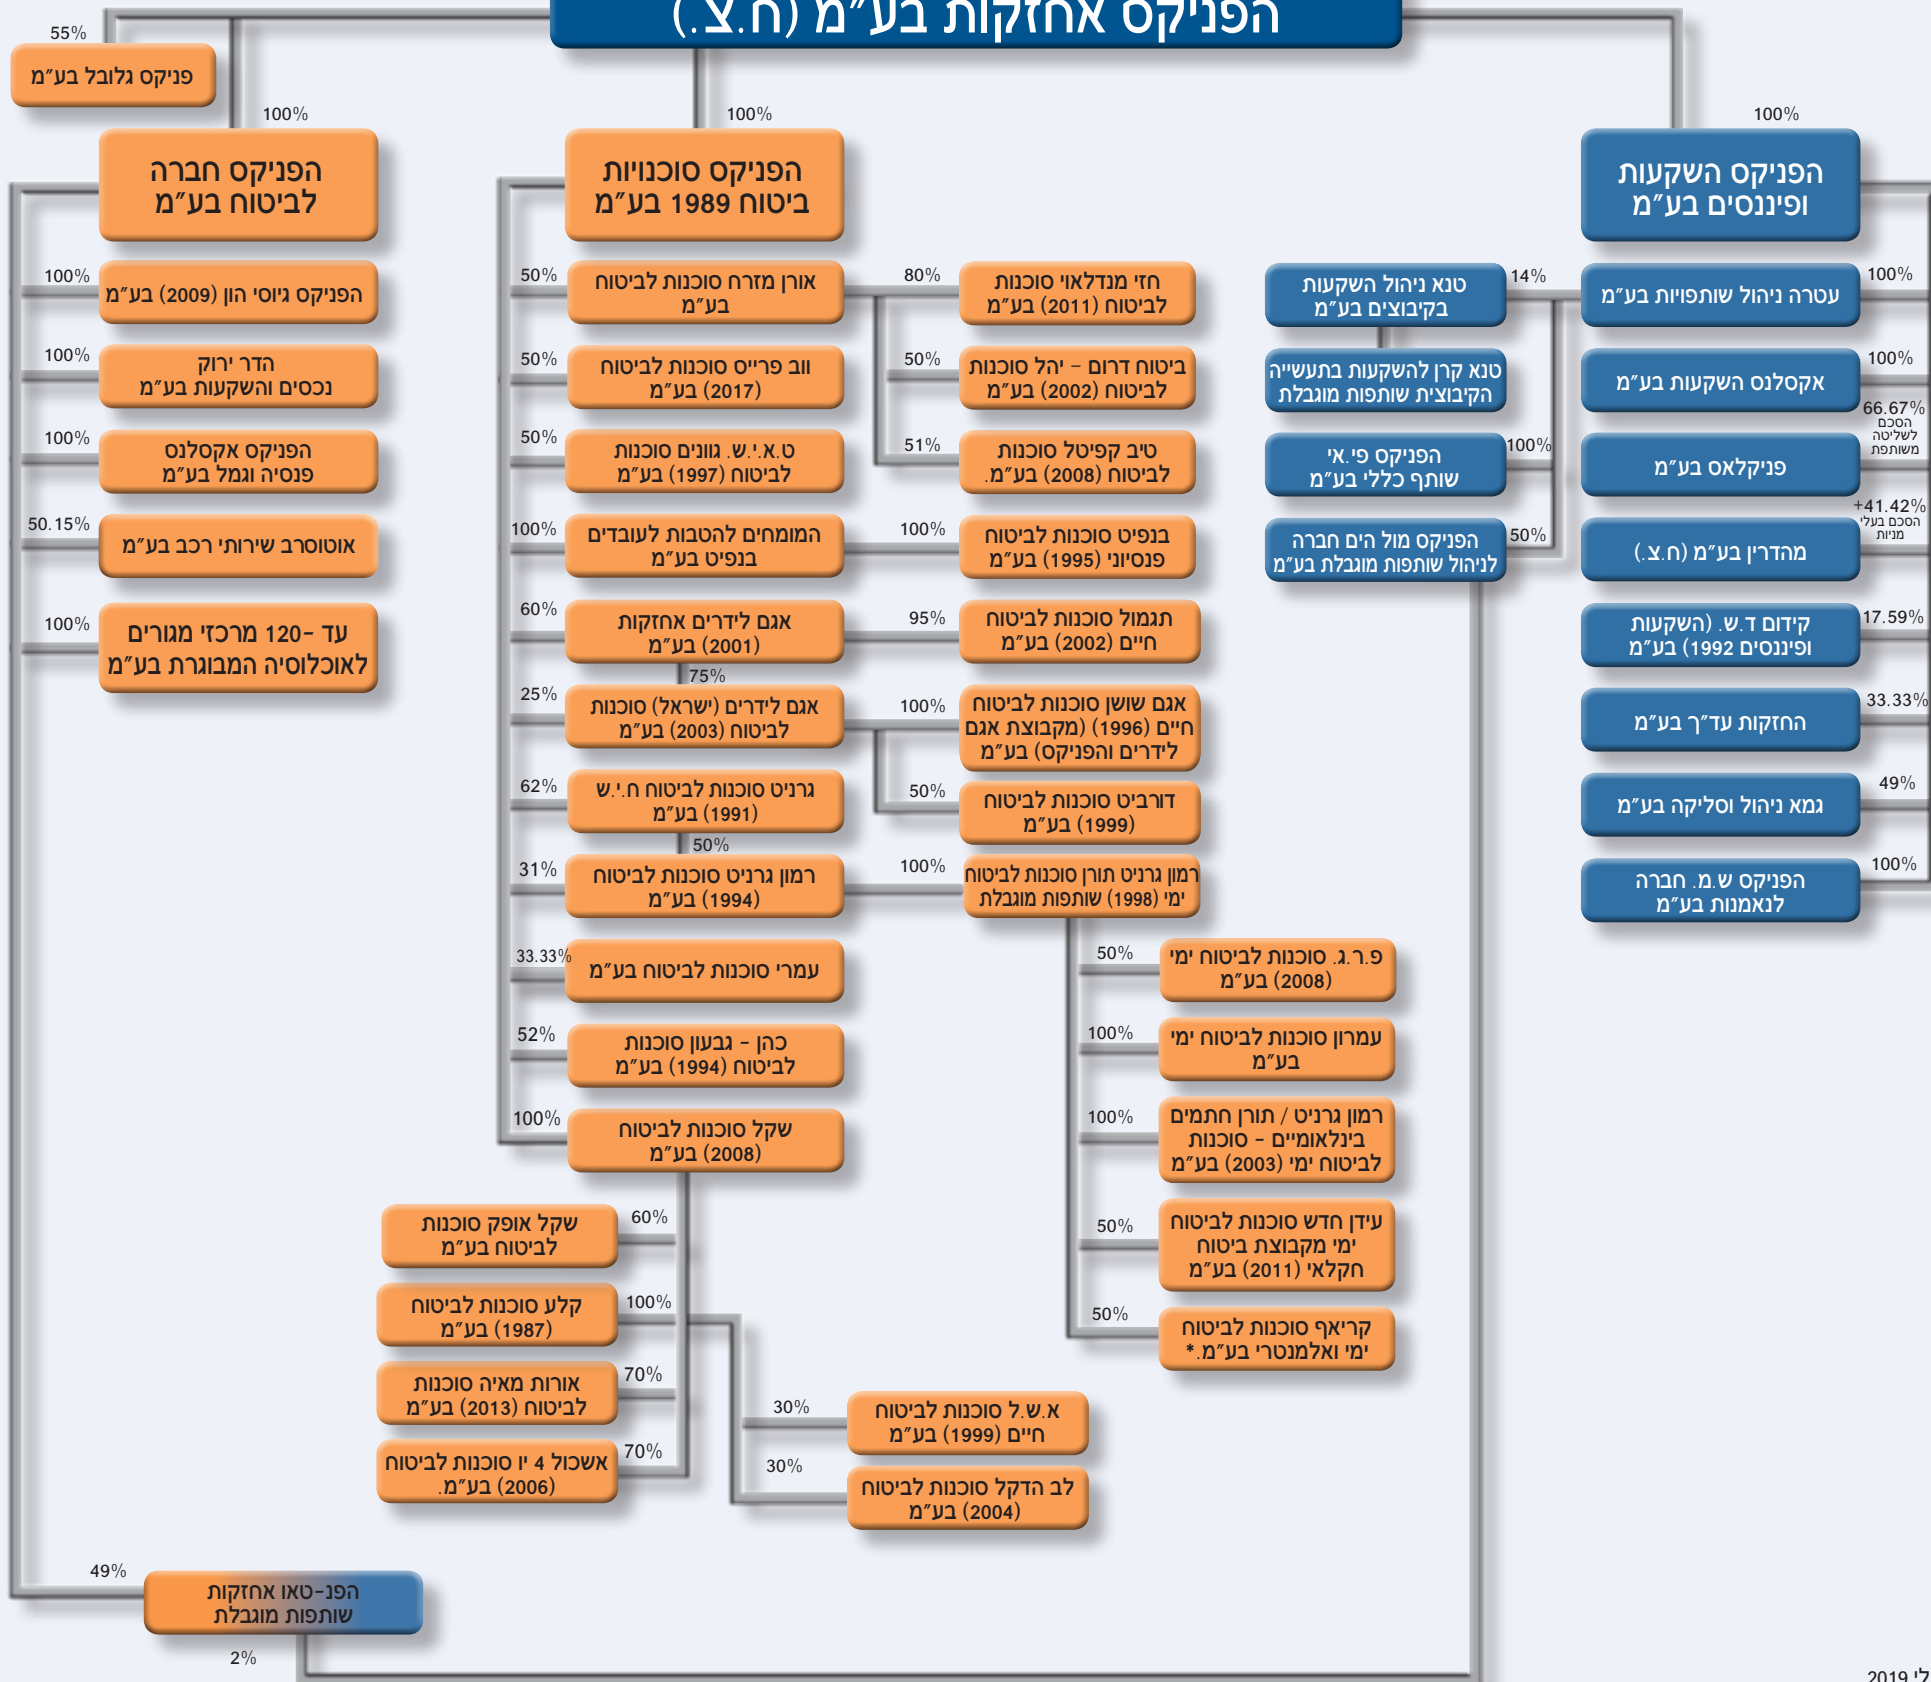 הפניקס אחזקות בע״מ (ח.צ.)
55%
פניקס גלובל בע״מ
100%
הפניקס חברה
לביטוח בע״מ
100%
הפניקס גיוסי הון (2009) בע״מ
100%
הדר ירוק
נכסים והשקעות בע״מ
100%
הפניקס אקסלנס
פנסיה וגמל בע״מ
50.15%
אוטוסרב שירותי רכב בע״מ
100%
עד -120 מרכזי מגורים
לאוכלוסיה המבוגרת בע״מ
49%
הפנ-טאו אחזקות
שותפות מוגבלת
2%
100%
הפניקס סוכנויות
ביטוח 1989 בע״מ
50%
אורן מזרח סוכנות לביטוח
בע״מ
80%
חזי מנדלאוי סוכנות
לביטוח (2011) בע״מ
50%
ביטוח דרום - יהל סוכנות
לביטוח (2002) בע״מ
51%
טיב קפיטל סוכנות
לביטוח (2008) בע״מ.
50%
ווב פרייס סוכנות לביטוח
(2017) בע״מ
50%
ט.א.י.ש. גוונים סוכנות
לביטוח (1997) בע״מ
100%
המומחים להטבות לעובדים
בנפיט בע״מ
100%
בנפיט סוכנות לביטוח
פנסיוני (1995) בע״מ
60%
אגם לידרים אחזקות
(2001) בע״מ
95%
תגמול סוכנות לביטוח
חיים (2002) בע״מ
75%
25%
אגם לידרים (ישראל) סוכנות
לביטוח (2003) בע״מ
100%
אגם שושן סוכנות לביטוח
חיים (1996) (מקבוצת אגם
לידרים והפניקס) בע״מ
50%
דורביט סוכנות לביטוח
(1999) בע״מ
62%
גרניט סוכנות לביטוח ח.י.ש
(1991) בע״מ
50%
31%
רמון גרניט סוכנות לביטוח
(1994) בע״מ
100%
רמון גרניט תורן סוכנות לביטוח
ימי (1998) שותפות מוגבלת
50%
פ.ר.ג. סוכנות לביטוח ימי
(2008) בע״מ
100%
עמרון סוכנות לביטוח ימי
בע״מ
100%
רמון גרניט / תורן חתמים
בינלאומיים - סוכנות
לביטוח ימי (2003) בע״מ
50%
עידן חדש סוכנות לביטוח
ימי מקבוצת ביטוח
חקלאי (2011) בע״מ
50%
קריאף סוכנות לביטוח
ימי ואלמנטרי בע״מ.*
33.33%
עמרי סוכנות לביטוח בע״מ
52%
כהן - גבעון סוכנות
לביטוח (1994) בע״מ
100%
שקל סוכנות לביטוח
(2008) בע״מ
60%
שקל אופק סוכנות
לביטוח בע״מ
100%
קלע סוכנות לביטוח
(1987) בע״מ
70%
אורות מאיה סוכנות
לביטוח (2013) בע״מ
70%
אשכול 4 יו סוכנות לביטוח
(2006) בע״מ.
30%
א.ש.ל סוכנות לביטוח
חיים (1999) בע״מ
30%
לב הדקל סוכנות לביטוח
(2004) בע״מ
100%
הפניקס השקעות
ופיננסים בע״מ
100%
עטרה ניהול שותפויות בע״מ
14%
טנא ניהול השקעות
בקיבוצים בע״מ
טנא קרן להשקעות בתעשייה
הקיבוצית שותפות מוגבלת
100%
הפניקס פי.אי
שותף כללי בע״מ
50%
הפניקס מול הים חברה
לניהול שותפות מוגבלת בע״מ
100%
אקסלנס השקעות בע״מ
66.67%
הסכם
לשליטה
משותפת
פניקלאס בע״מ
+41.42%
הסכם בעלי
מניות
מהדרין בע״מ (ח.צ.)
17.59%
קידום ד.ש. (השקעות
ופיננסים 1992) בע״מ
33.33%
החזקות עד״ך בע״מ
49%
גמא ניהול וסליקה בע״מ
100%
הפניקס ש.מ. חברה
לנאמנות בע״מ
לי 2019